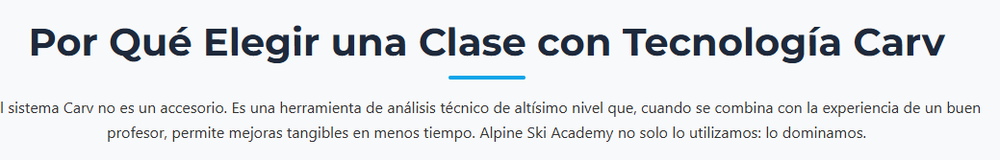 Por Qué Elegir una Clase con Tecnología Carv
l sistema Carv no es un accesorio. Es una herramienta de análisis técnico de altísimo nivel que, cuando se combina con la experiencia de un buen
profesor, permite mejoras tangibles en menos tiempo. Alpine Ski Academy no solo lo utilizamos: lo dominamos.